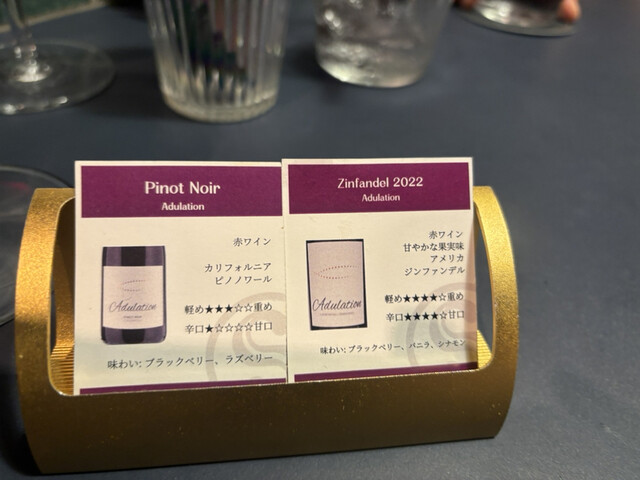 Pinot Noir
Adulation
赤ワイン
カリフォルニア
ピノノワール
Adulation
軽め★★★☆☆重め
辛口★☆☆☆☆甘口
味わい: ブラックベリー、ラズベリー
Zinfandel 2022
Adulation
赤ワイン
甘やかな果実味
アメリカ
ジンファンデル
Adulation
軽め★★★★☆重め
辛口★★★★☆甘口
味わい: ブラックベリー、バニラ、シナモン